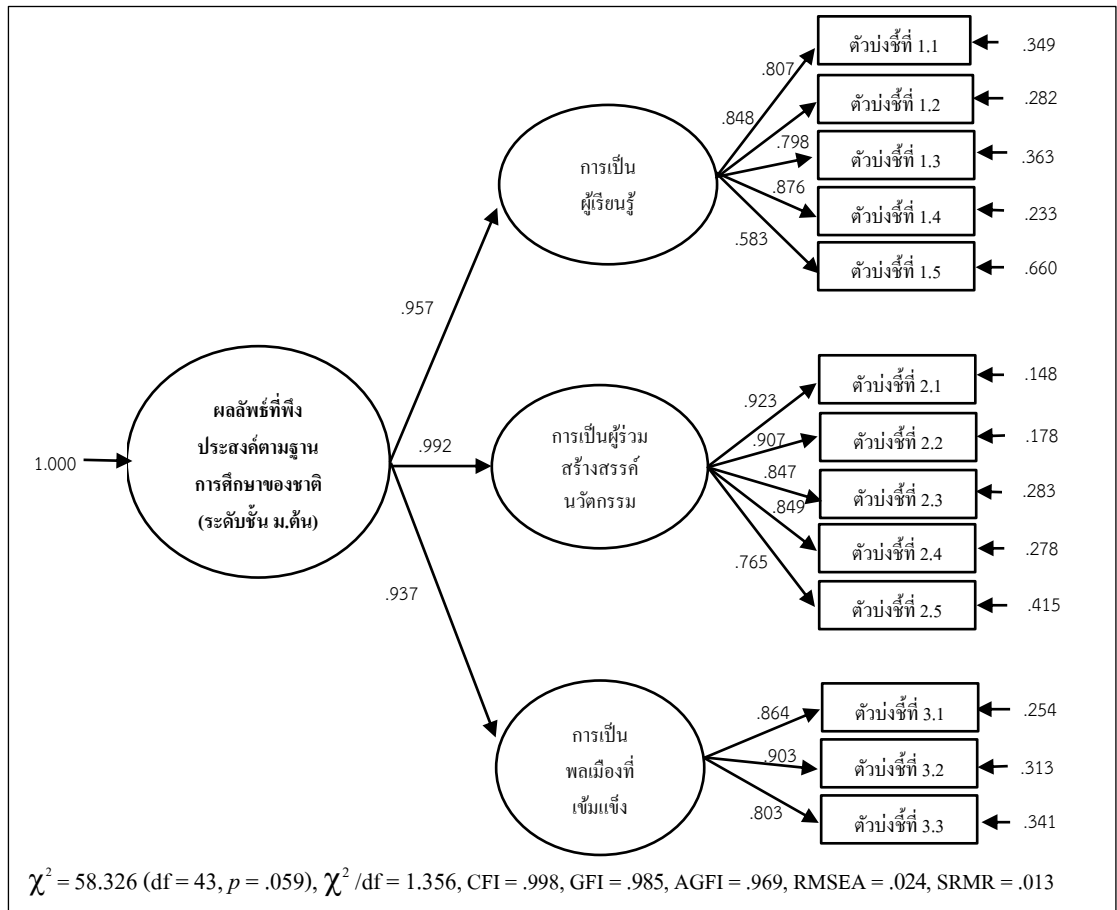 ตัวบ่งชี้ที่ 1.1
.349
.807
ตัวบ่งชี้ที่ 1.2
.282
.848
.798
ตัวบ่งชี้ที่ 1.3
.363
การเป็น
ผู้เรียนรู้
.876
ตัวบ่งชี้ที่ 1.4
.233
.583
ตัวบ่งชี้ที่ 1.5
.660
.957
ผลลัพธ์ที่พึง
ประสงค์ตามฐาน
การศึกษาของชาติ
(ระดับชั้น ม.ต้น)
1.000
.992
การเป็นผู้ร่วม
สร้างสรรค์
นวัตกรรม
.923
ตัวบ่งชี้ที่ 2.1
.148
.907
ตัวบ่งชี้ที่ 2.2
.178
.847
ตัวบ่งชี้ที่ 2.3
.283
.849
ตัวบ่งชี้ที่ 2.4
.278
.765
ตัวบ่งชี้ที่ 2.5
.415
.937
การเป็น
พลเมืองที่
เข้มแข็ง
.864
ตัวบ่งชี้ที่ 3.1
.254
.903
ตัวบ่งชี้ที่ 3.2
.313
.803
ตัวบ่งชี้ที่ 3.3
.341
χ² = 58.326 (df = 43, p = .059), χ² /df = 1.356, CFI = .998, GFI = .985, AGFI = .969, RMSEA = .024, SRMR = .013